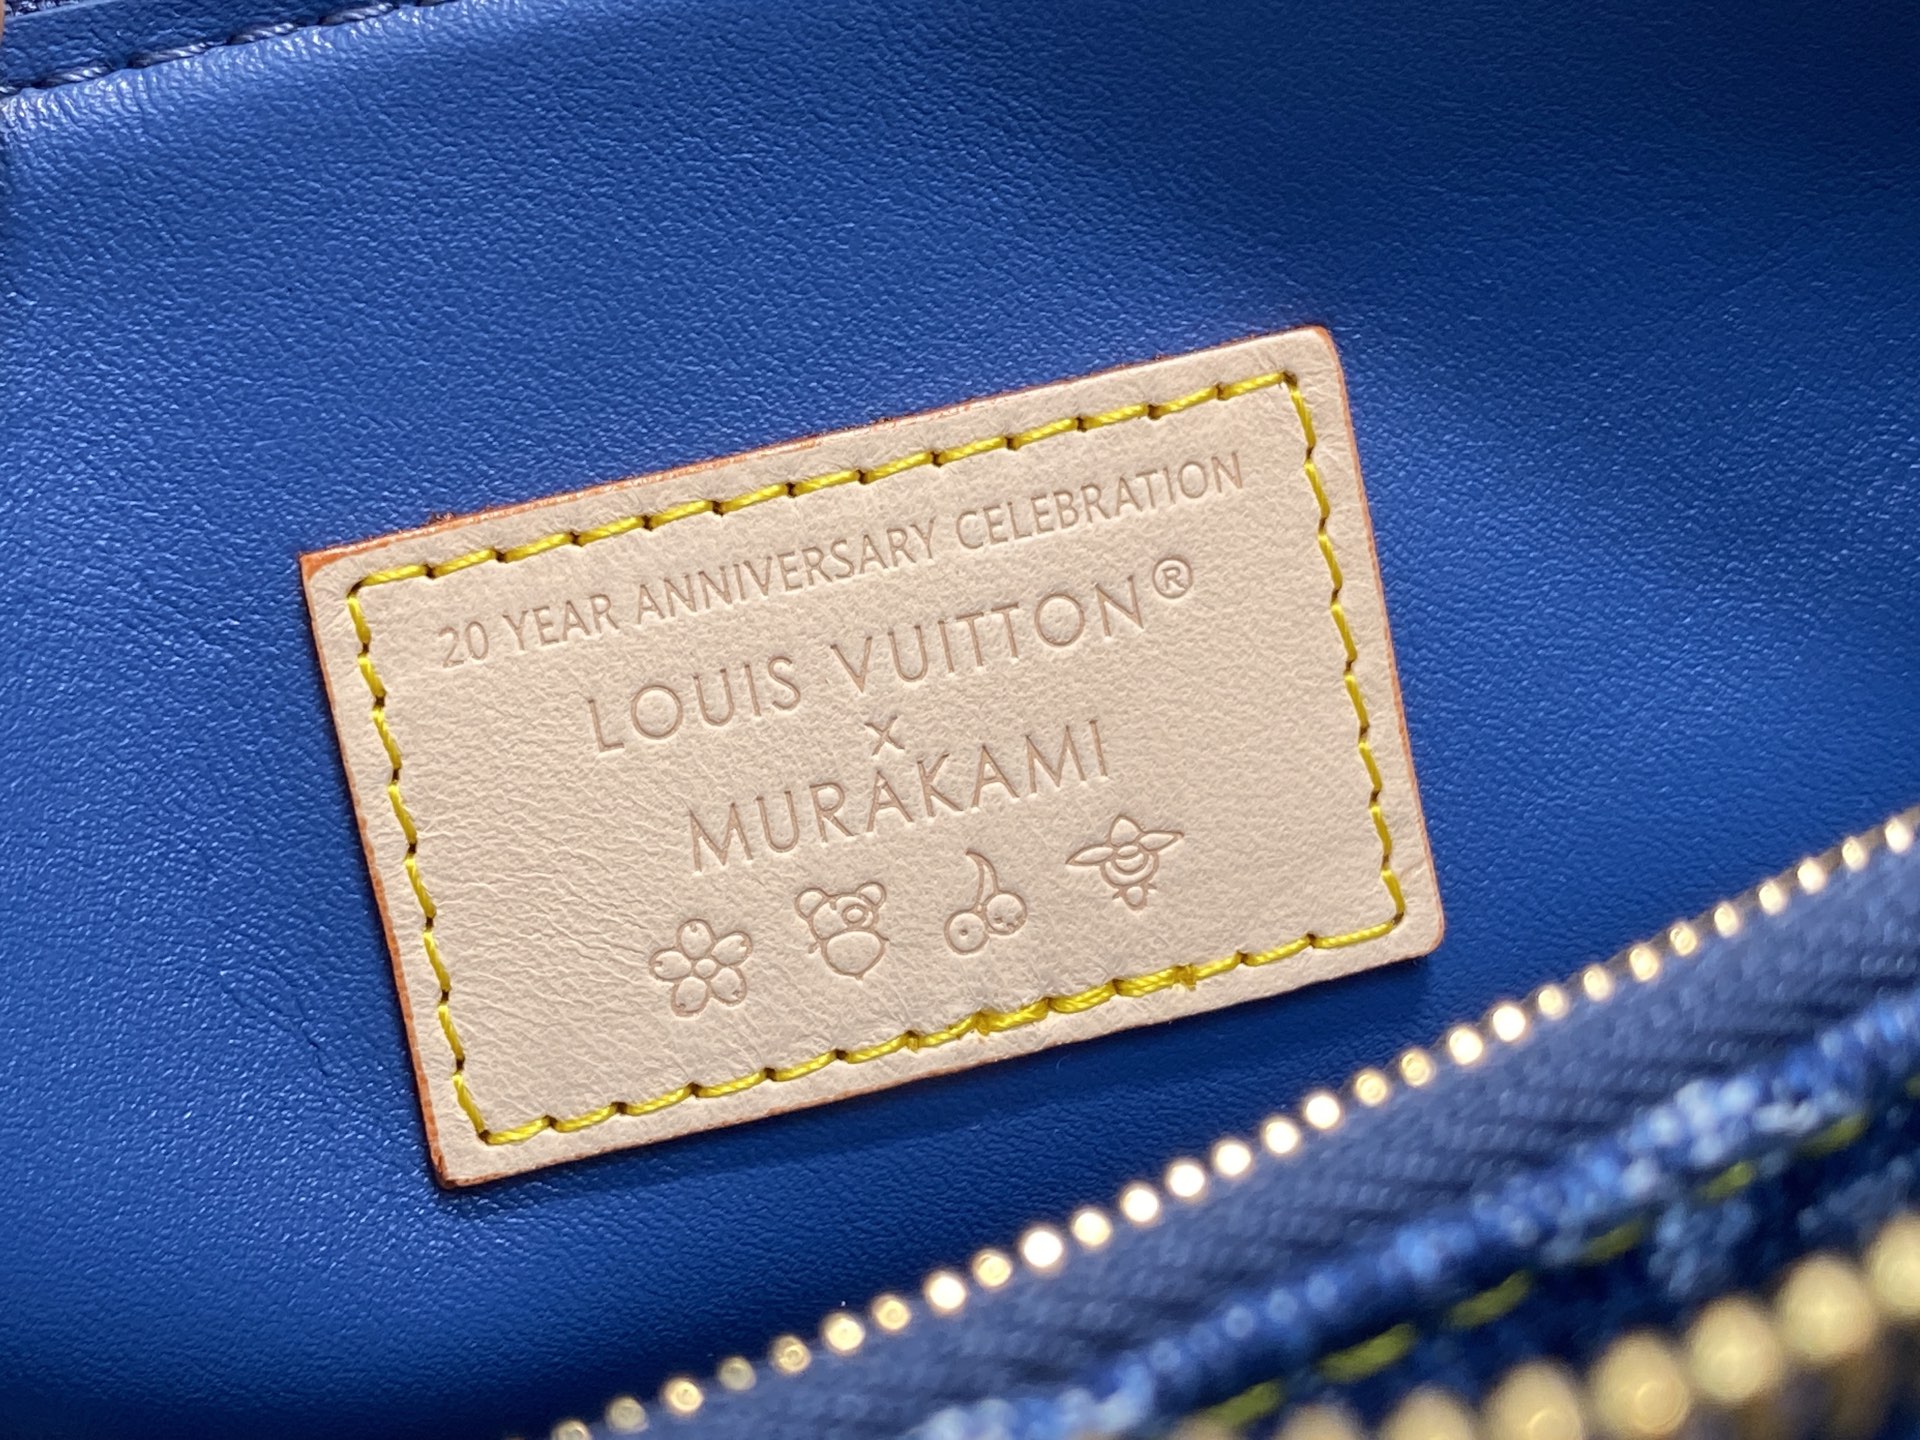 20 YEAR ANNIVERSARY CELEBRATION
LOUIS VUITTON®
×
MURAKAMI